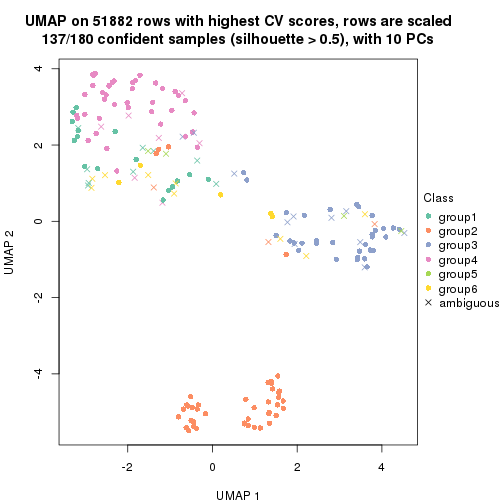 UMAP on 51882 rows with highest CV scores, rows are scaled
137/180 confident samples (silhouette > 0.5), with 10 PCs
4
2
0
-2
-4
UMAP 2
-2
0
2
4
UMAP 1
Class
group1
group2
group3
group4
group5
group6
ambiguous